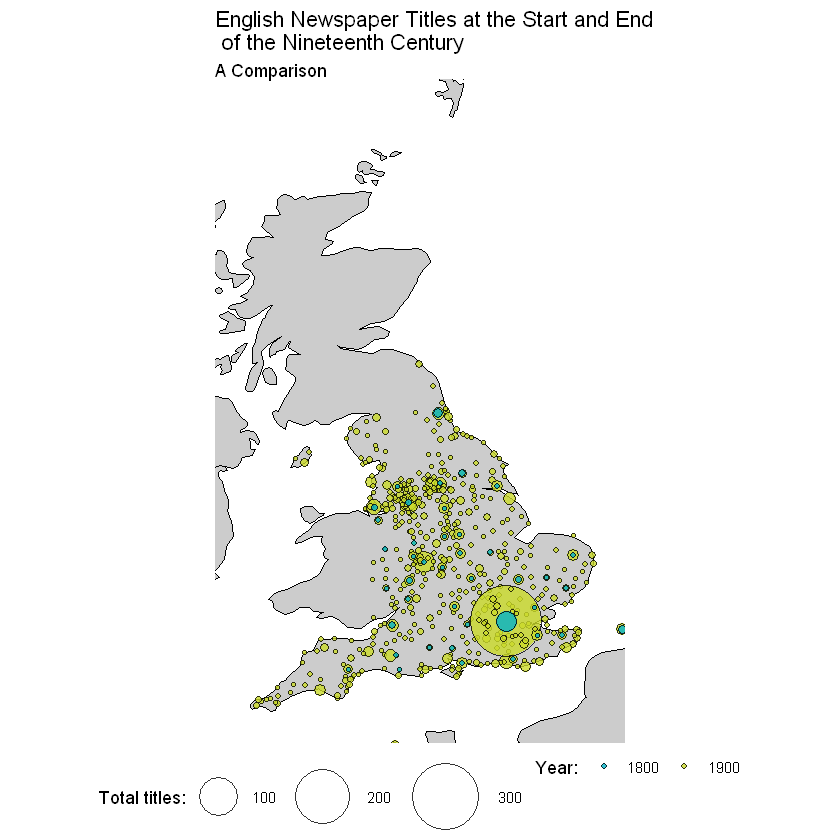 English Newspaper Titles at the Start and End
of the Nineteenth Century
A Comparison
Year: 1800 1900
Total titles: 100 200 300